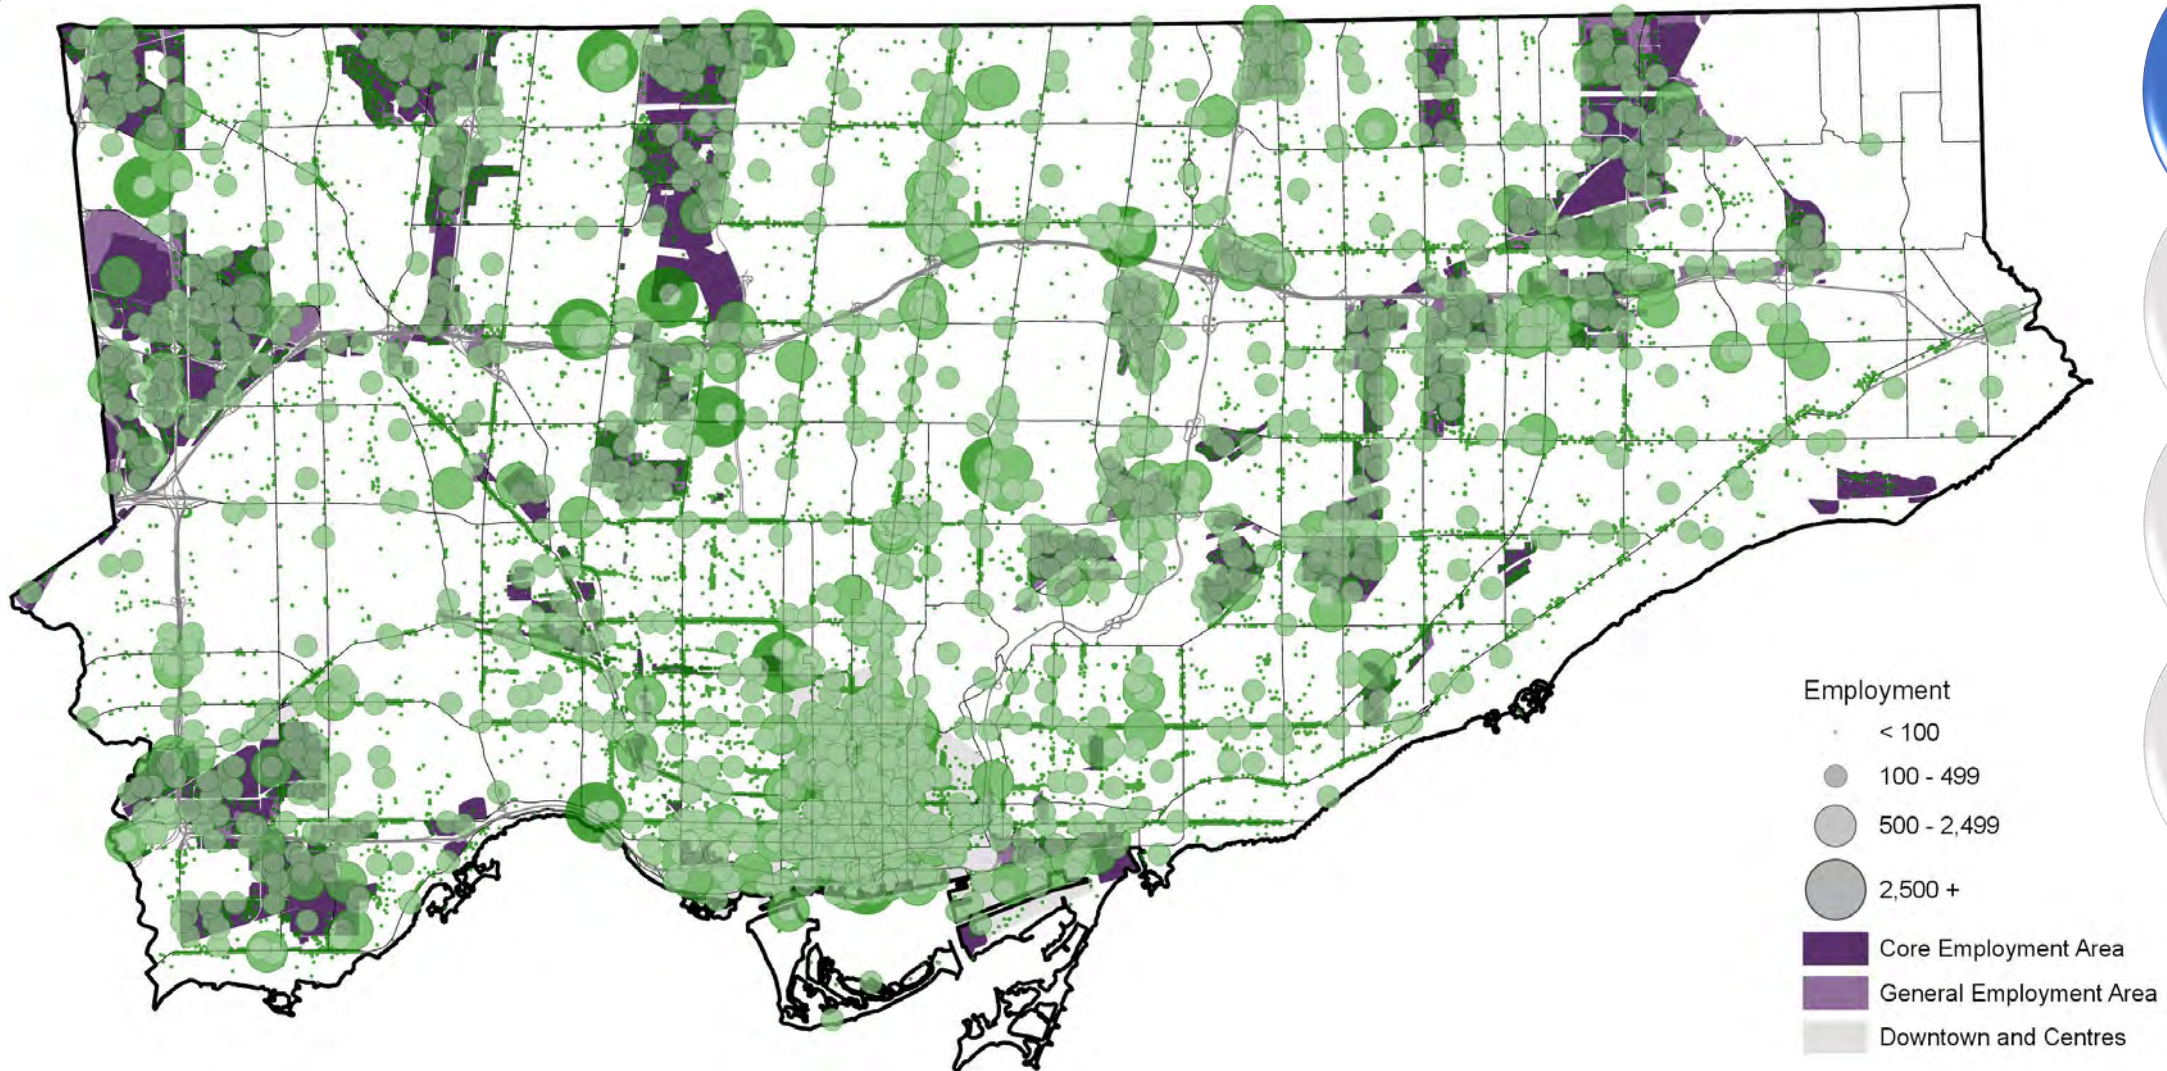 Employment
< 100
100 - 499
500 - 2,499
2,500 +
Core Employment Area
General Employment Area
Downtown and Centres